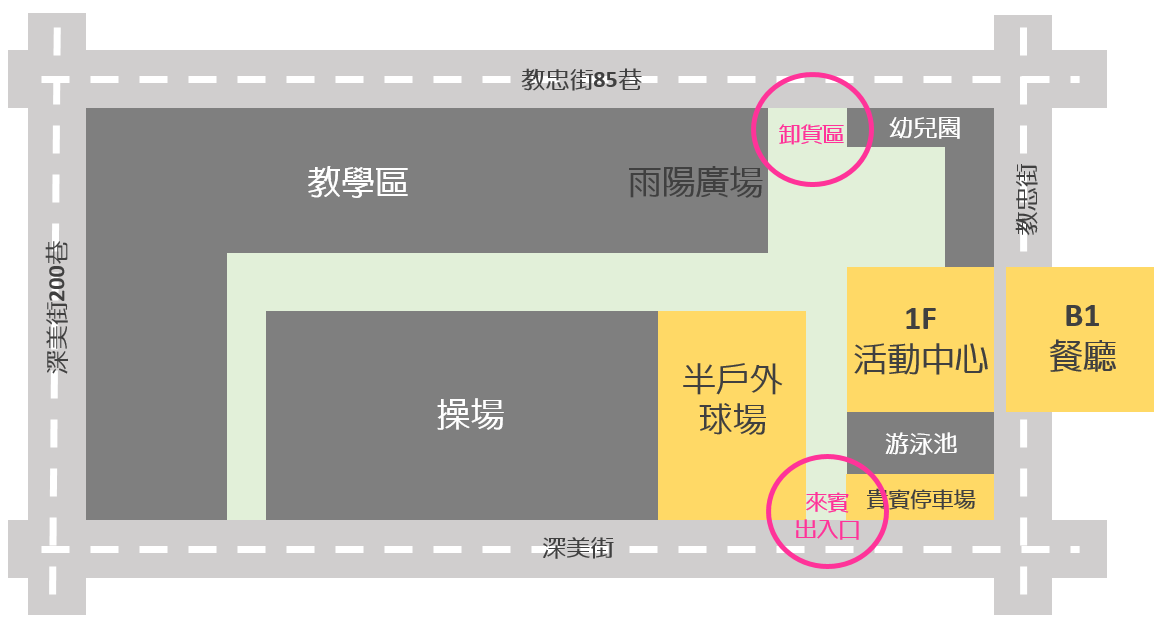 教忠街85巷
卸貨區
幼兒園
教學區
雨陽廣場
教忠街
深美街200巷
1F
活動中心
B1
餐廳
半戶外
球場
操場
游泳池
來賓
出入口
貴賓停車場
深美街